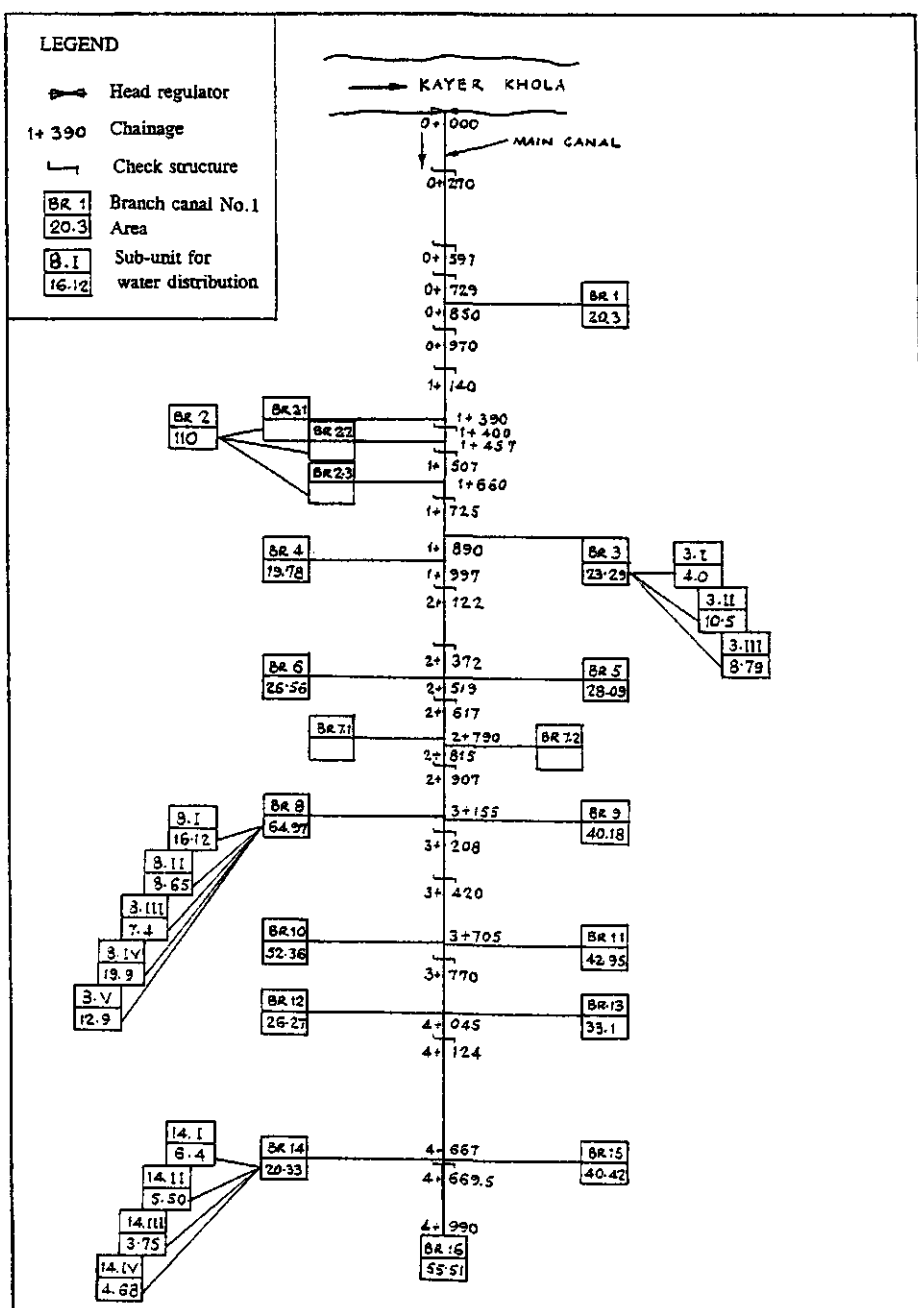 LEGEND
Head regulator
1+ 390 Chainage
Check structure
BR 1 Branch canal No.1
20.3 Area
8.I Sub-unit for
16.12 water distribution
KAYER KHOLA
0+ 000
MAIN CANAL
0+ 270
0+ 597
0+ 729
BR 1
0+ 850
20.3
0+ 970
1+ 140
BR 2
110
BR 2.1
1+ 390
BR 2.2
1+ 400
1+ 457
BR 2.3
1+ 507
1+ 660
1+ 725
BR 4
19.78
1+ 890
BR 3
23.29
3.I
4.0
3.II
10.5
3.III
8.79
1+ 997
2+ 122
BR 6
26.56
2+ 372
BR 5
28.09
2+ 519
2+ 617
BR 7.1
2+ 790
BR 7.2
2+ 815
2+ 907
BR 8
64.97
3+ 155
BR 9
40.18
8.I
16.12
8.II
8.65
8.III
7.4
8.IV
19.9
8.V
12.9
3+ 208
3+ 420
BR 10
52.36
3+ 705
BR 11
42.95
3+ 770
BR 12
26.27
BR 13
33.1
4+ 045
4+ 124
14.I
6.4
14.II
5.50
14.III
3.75
14.IV
4.68
BR 14
20.33
4+ 667
BR 15
40.42
4+ 669.5
4+ 990
BR 16
55.51